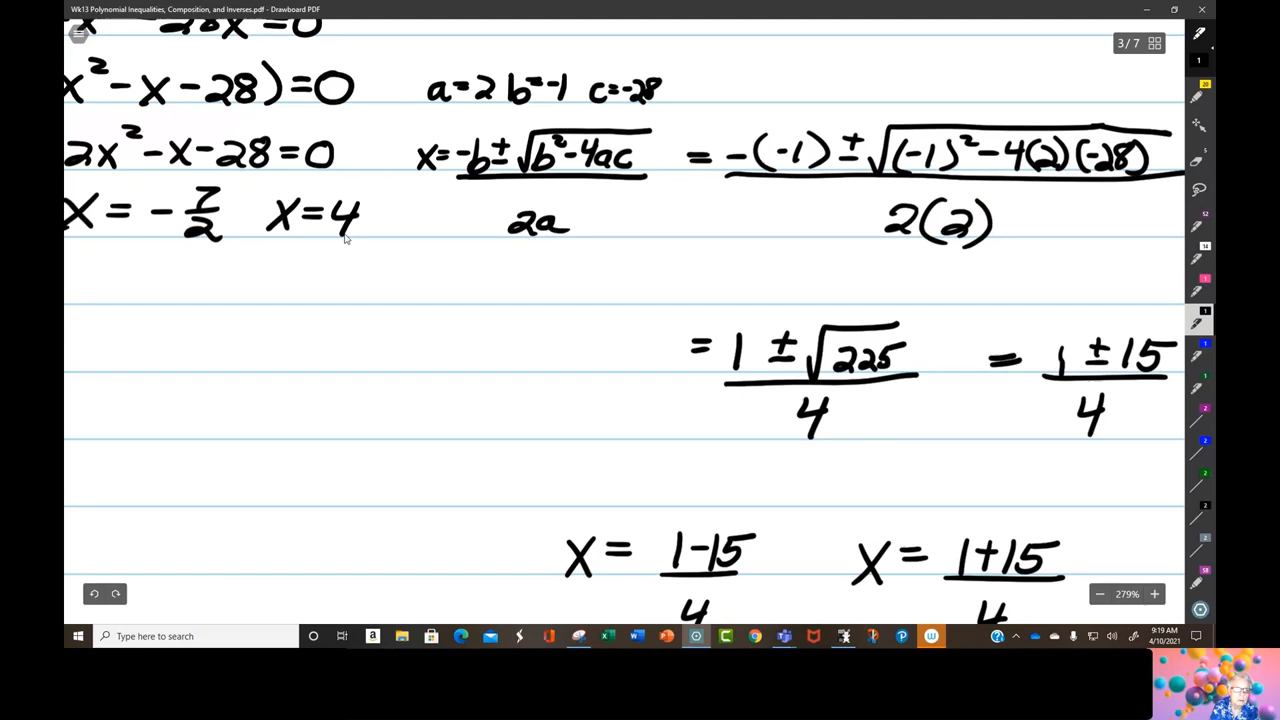 Wk13 Polynomial Inequalities, Composition, and Inverses.pdf - Drawboard PDF
28x=0
3/7
x² - x - 28) = 0
a=2 b=-1 c=-28
2x² - x - 28 = 0
x = (-b ± √(b² - 4ac)) / 2a = (-(-1) ± √((-1)² - 4(2)(-28))) / 2(2)
x = -7/2 x = 4
= (1 ± √225) / 4 = (1 ± 15) / 4
x = (1-15) / 4 x = (1+15) / 4
279%
Type here to search
9:19 AM
4/10/2021